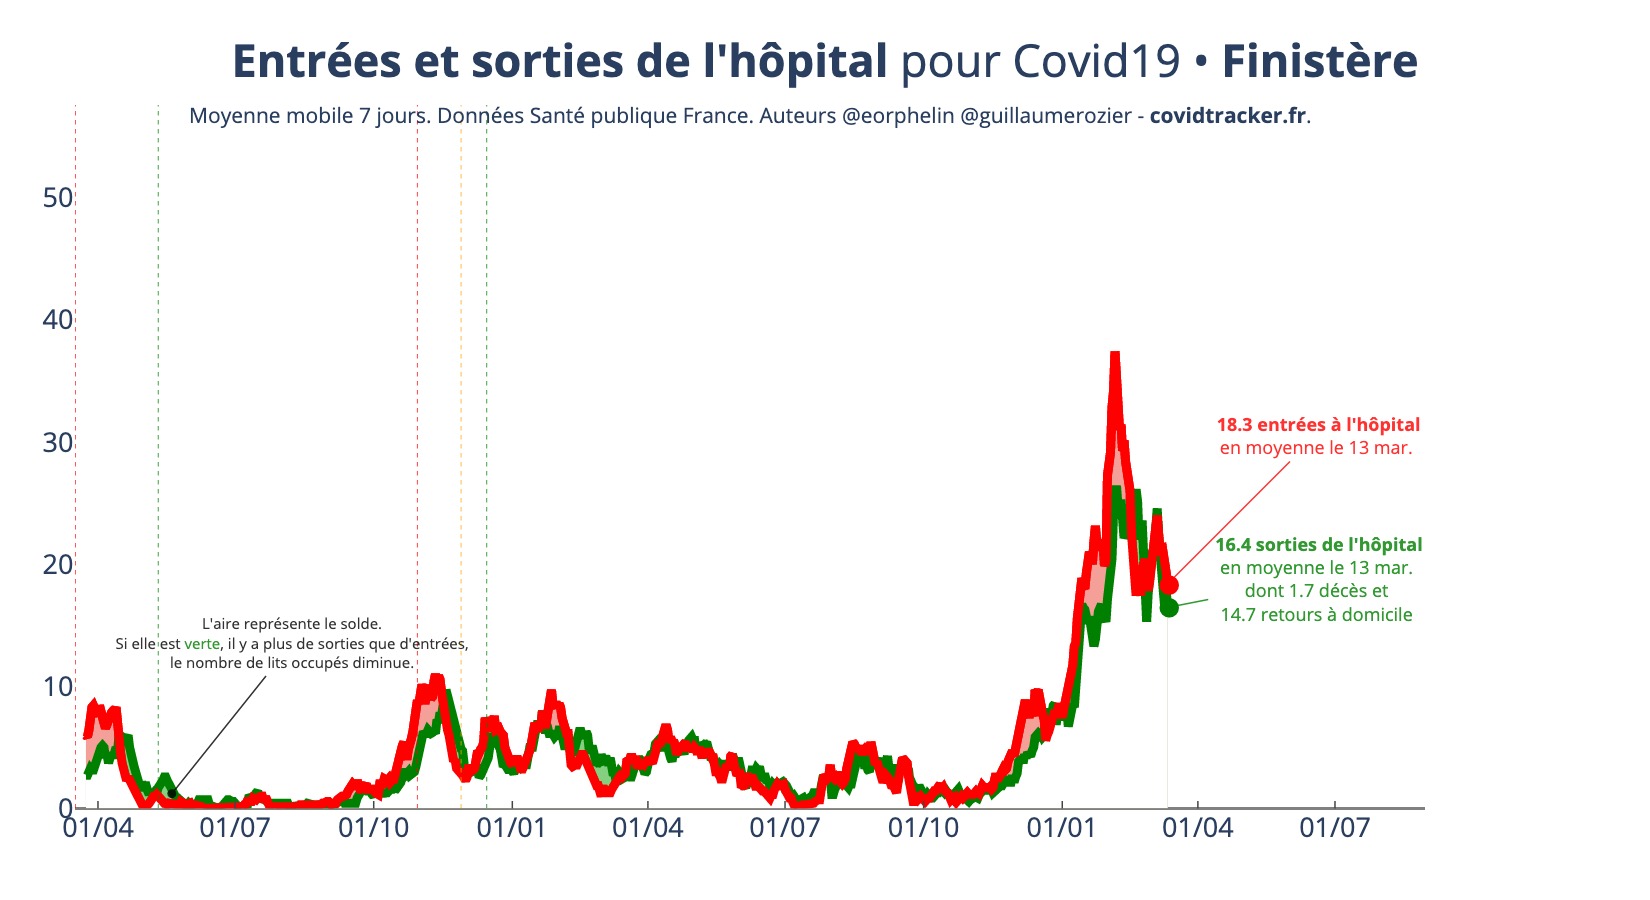 Entrées et sorties de l'hôpital pour Covid19 • Finistère
Moyenne mobile 7 jours. Données Santé publique France. Auteurs @eorphelin @guillaumerozier - covidtracker.fr.
50
40
30
20
10
0
18.3 entrées à l'hôpital
en moyenne le 13 mar.
16.4 sorties de l'hôpital
en moyenne le 13 mar.
dont 1.7 décès et
14.7 retours à domicile
L'aire représente le solde.
Si elle est verte, il y a plus de sorties que d'entrées,
le nombre de lits occupés diminue.
01/04 01/07 01/10 01/01 01/04 01/07 01/10 01/01 01/04 01/07